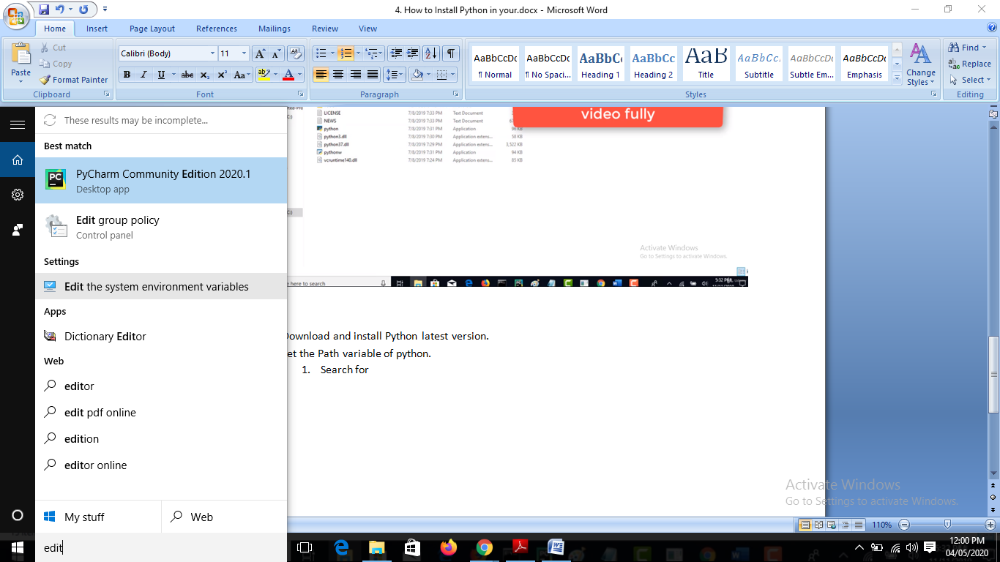 4. How to Install Python in your.docx - Microsoft Word
Home Insert Page Layout References Mailings Review View
Paste
Cut
Copy
Format Painter
Clipboard
Calibri (Body) 11
B I U abc X₂ X² Aa ab A
Font
Paragraph
AaBbCcDc AaBbCcDc AaBbC AaBbCc AaB AaBbCc. AaBbCcDc AaBbCcDc
¶ Normal ¶ No Spaci... Heading 1 Heading 2 Title Subtitle Subtle Em... Emphasis
Change Styles
Styles
Find
Replace
Select
Editing
These results may be incomplete...
Best match
PyCharm Community Edition 2020.1
Desktop app
Edit group policy
Control panel
Settings
Edit the system environment variables
Apps
Dictionary Editor
Web
editor
edit pdf online
edition
editor online
My stuff Web
edit
video fully
LICENSE 7/8/2019 7:33 PM Text Document
NEWS 7/8/2019 7:33 PM Text Document
python 7/8/2019 7:31 PM Application 96 KB
python3.dll 7/8/2019 7:30 PM Application extens... 58 KB
python37.dll 7/8/2019 7:29 PM Application extens... 3,522 KB
pythonw 7/8/2019 7:31 PM Application 94 KB
vcruntime140.dll 7/8/2019 7:24 PM Application extens... 85 KB
Activate Windows
Go to Settings to activate Windows.
here to search
5:32 PM
ownload and install Python latest version.
et the Path variable of python.
1. Search for
Activate Windows
Go to Settings to activate Windows.
110%
12:00 PM
04/05/2020